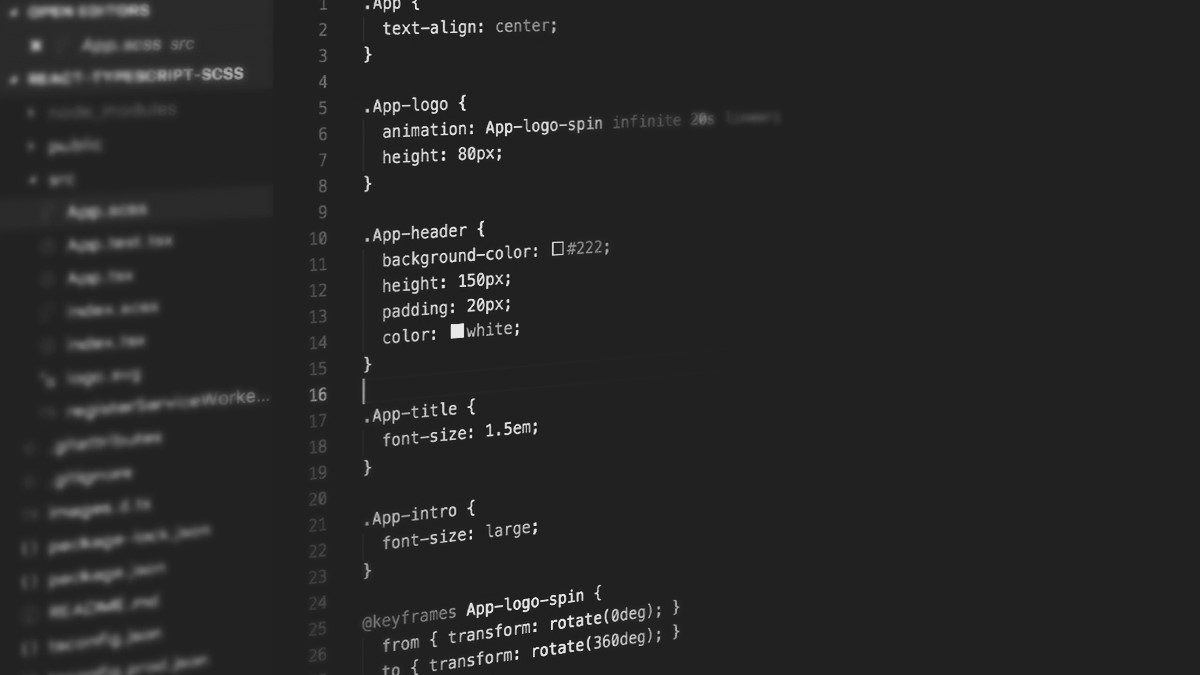 OPEN EDITORS
App.scss src
REACT-TYPESCRIPT-SCSS
node_modules
public
src
App.scss
App.test.tsx
App.tsx
index.scss
index.tsx
logo.svg
registerServiceWorke...
.gitattributes
.gitignore
images.d.ts
package-lock.json
package.json
README.md
tsconfig.json
tsconfig.prod.json
1 .App {
2 text-align: center;
3 }
4
5 .App-logo {
6 animation: App-logo-spin infinite 20s linear;
7 height: 80px;
8 }
9
10 .App-header {
11 background-color: #222;
12 height: 150px;
13 padding: 20px;
14 color: white;
15 }
16
17 .App-title {
18 font-size: 1.5em;
19 }
20
21 .App-intro {
22 font-size: large;
23 }
24
25 @keyframes App-logo-spin {
26 from { transform: rotate(0deg); }
to { transform: rotate(360deg); }